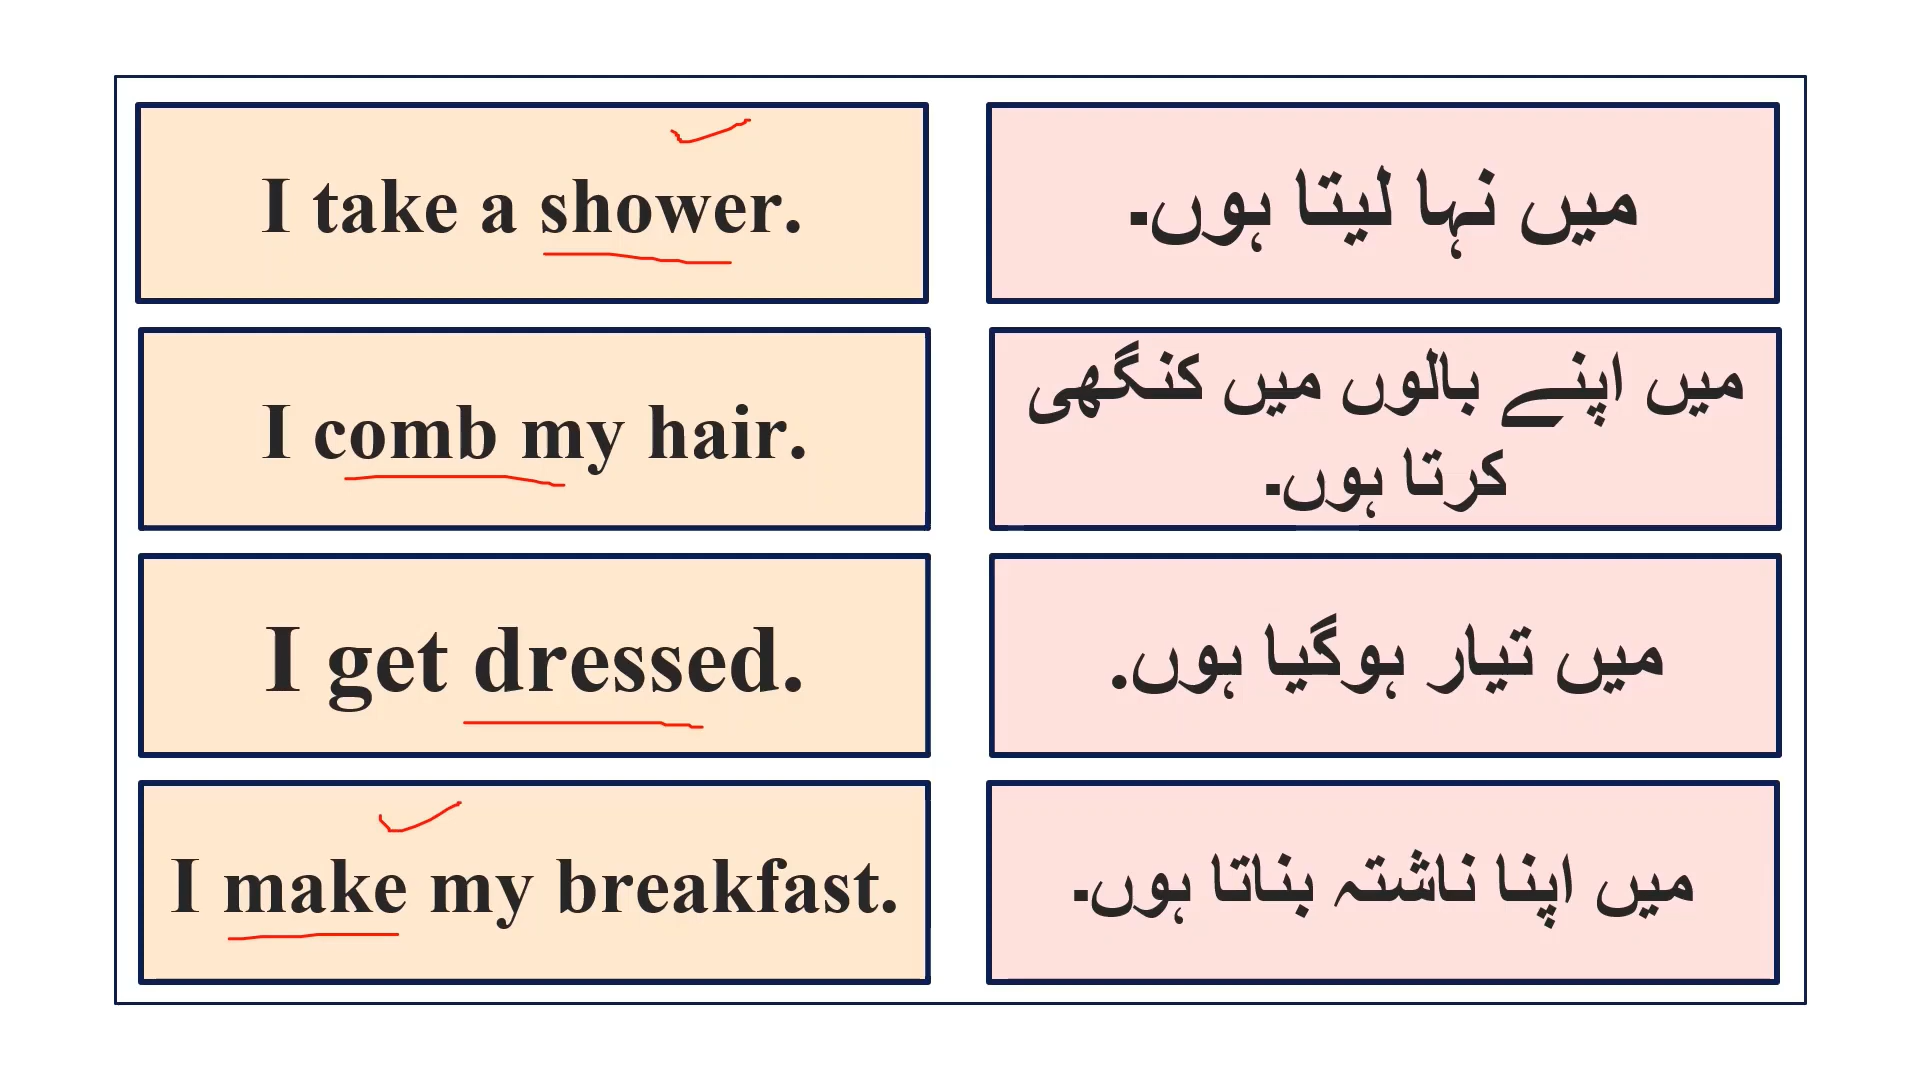 I take a shower.
میں نہا لیتا ہوں۔
I comb my hair.
میں اپنے بالوں میں کنگھی
کرتا ہوں۔
I get dressed.
میں تیار ہوگیا ہوں.
I make my breakfast.
میں اپنا ناشتہ بناتا ہوں۔